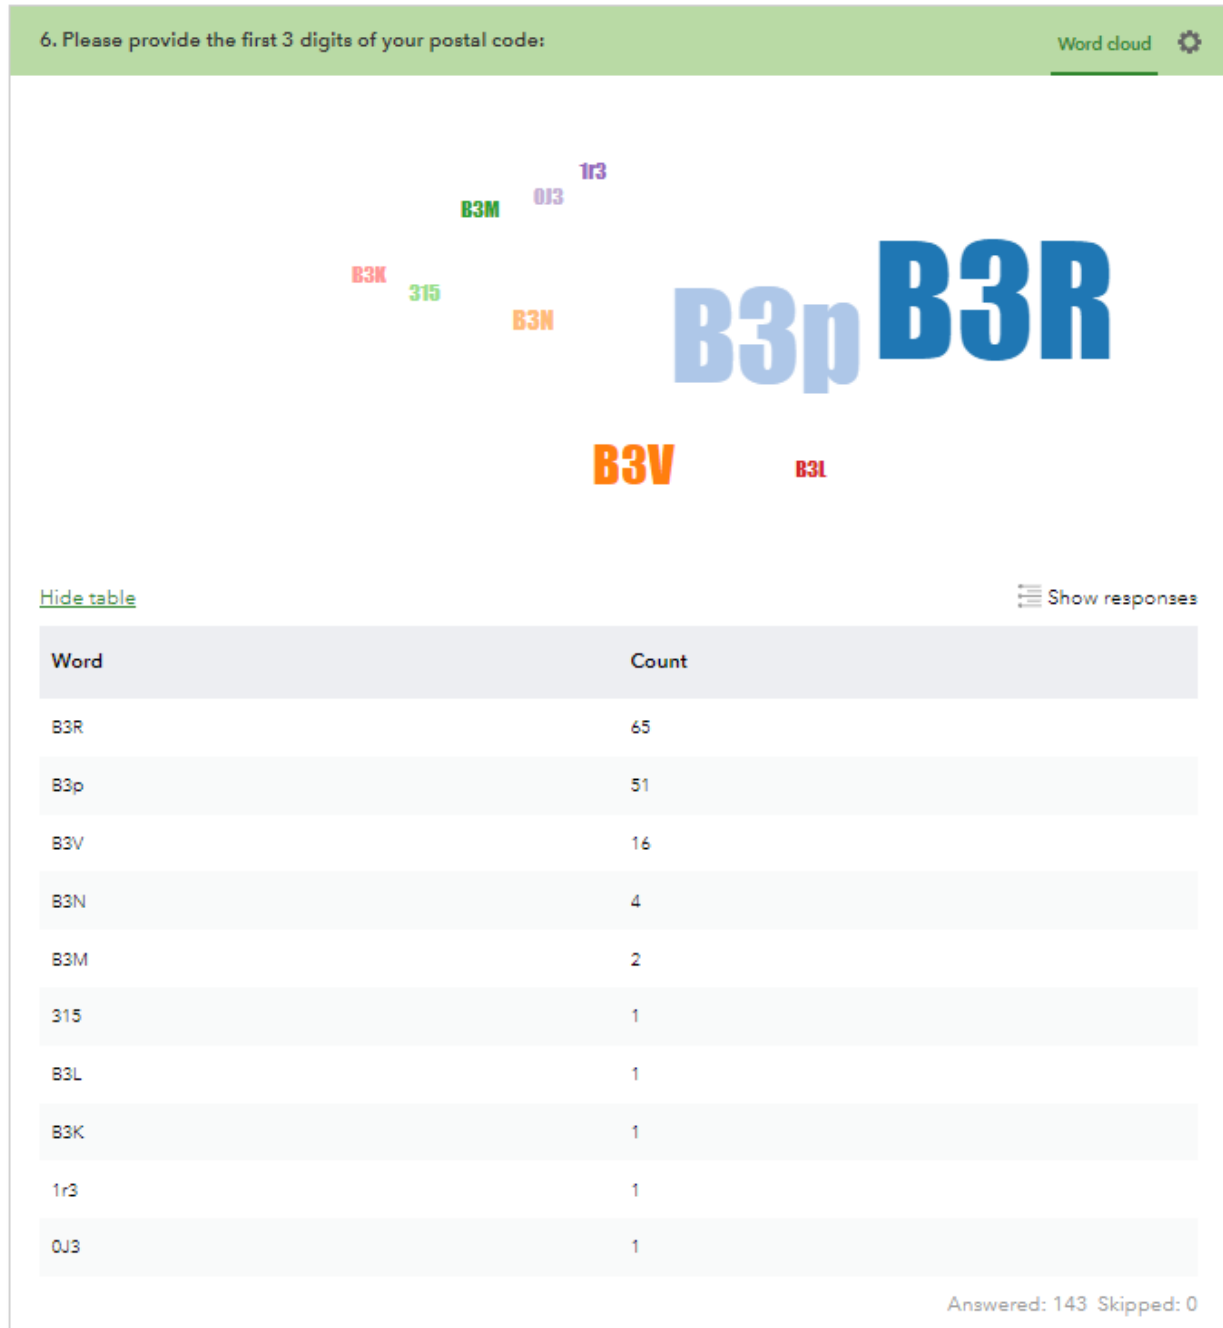 6. Please provide the first 3 digits of your postal code:
Word cloud
1r3
0J3
B3M
B3K
315
B3N
B3p
B3R
B3V
B3L
Hide table
Show responses
Word Count
B3R 65
B3p 51
B3V 16
B3N 4
B3M 2
315 1
B3L 1
B3K 1
1r3 1
0J3 1
Answered: 143 Skipped: 0